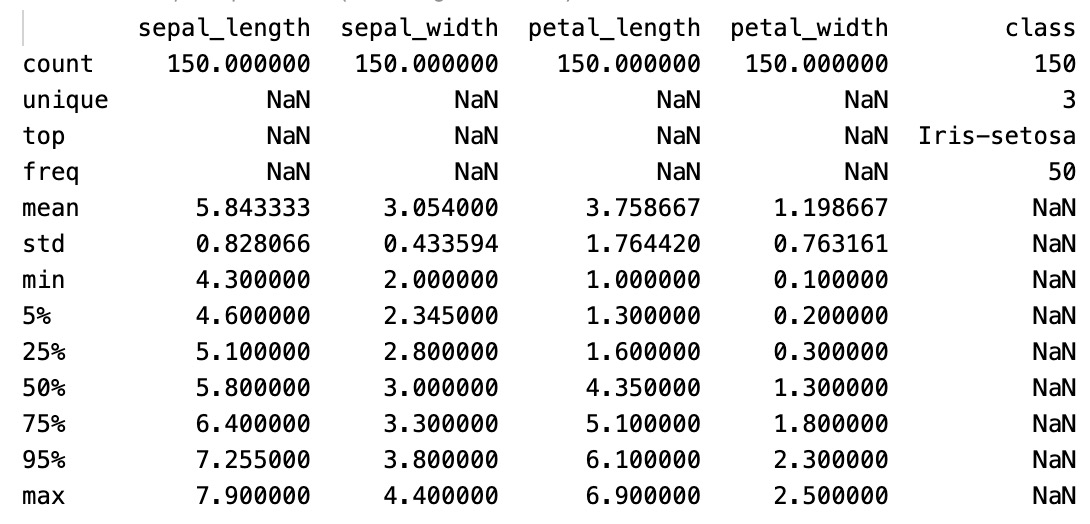 sepal_length sepal_width petal_length petal_width class
count 150.000000 150.000000 150.000000 150.000000 150
unique NaN NaN NaN NaN 3
top NaN NaN NaN NaN Iris-setosa
freq NaN NaN NaN NaN 50
mean 5.843333 3.054000 3.758667 1.198667 NaN
std 0.828066 0.433594 1.764420 0.763161 NaN
min 4.300000 2.000000 1.000000 0.100000 NaN
5% 4.600000 2.345000 1.300000 0.200000 NaN
25% 5.100000 2.800000 1.600000 0.300000 NaN
50% 5.800000 3.000000 4.350000 1.300000 NaN
75% 6.400000 3.300000 5.100000 1.800000 NaN
95% 7.255000 3.800000 6.100000 2.300000 NaN
max 7.900000 4.400000 6.900000 2.500000 NaN